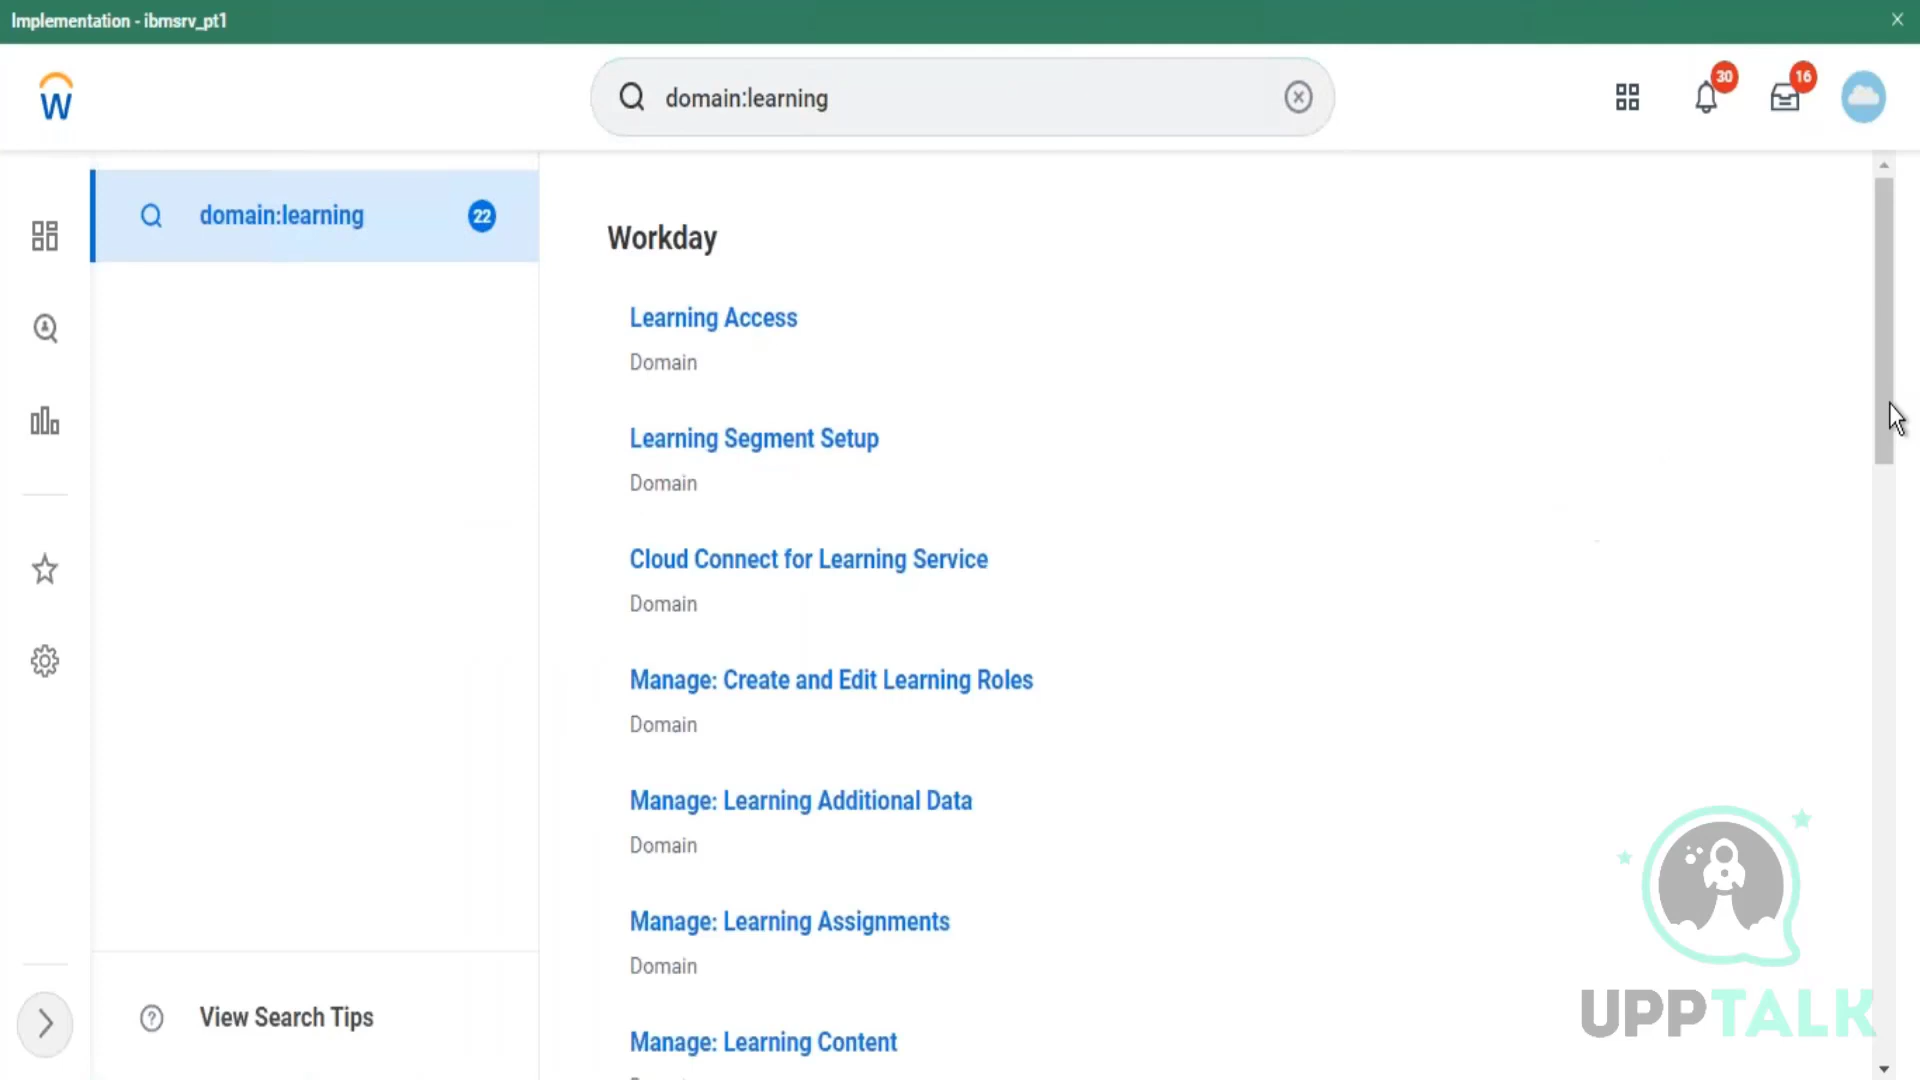 Implementation - ibmsrv_pt1
W
domain:learning
30
16
domain:learning
22
Workday
Learning Access
Domain
Learning Segment Setup
Domain
Cloud Connect for Learning Service
Domain
Manage: Create and Edit Learning Roles
Domain
Manage: Learning Additional Data
Domain
Manage: Learning Assignments
Domain
View Search Tips
Manage: Learning Content
UPPTALK